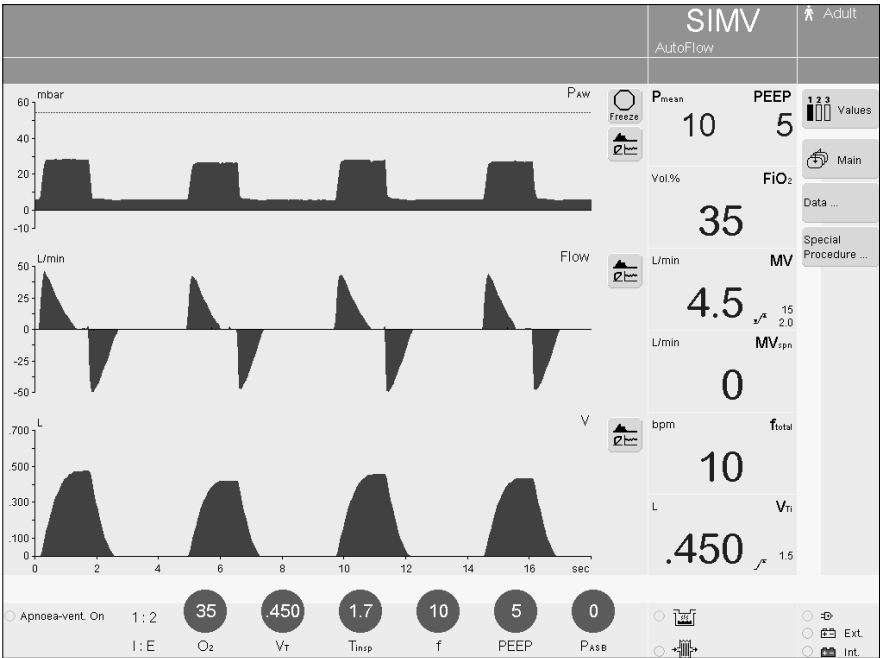 SIMV
AutoFlow
Adult
mbar
PAW
60
40
20
0
-10
Freeze
Pmean
PEEP
10
5
1 2 3
Values
Main
Vol.%
FiO2
35
Data ...
Special
Procedure ...
L/min
Flow
50
25
0
-25
-50
L/min
MV
4.5
15
2.0
L/min
MVspn
0
L
V
.700
.500
.300
.100
0
0 2 4 6 8 10 12 14 16 sec
bpm
ftotal
10
L
VTi
.450
1.5
Apnoea-vent. On
1 : 2
35
.450
1.7
10
5
0
I : E
O2
VT
Tinsp
f
PEEP
PASB
Ext.
Int.